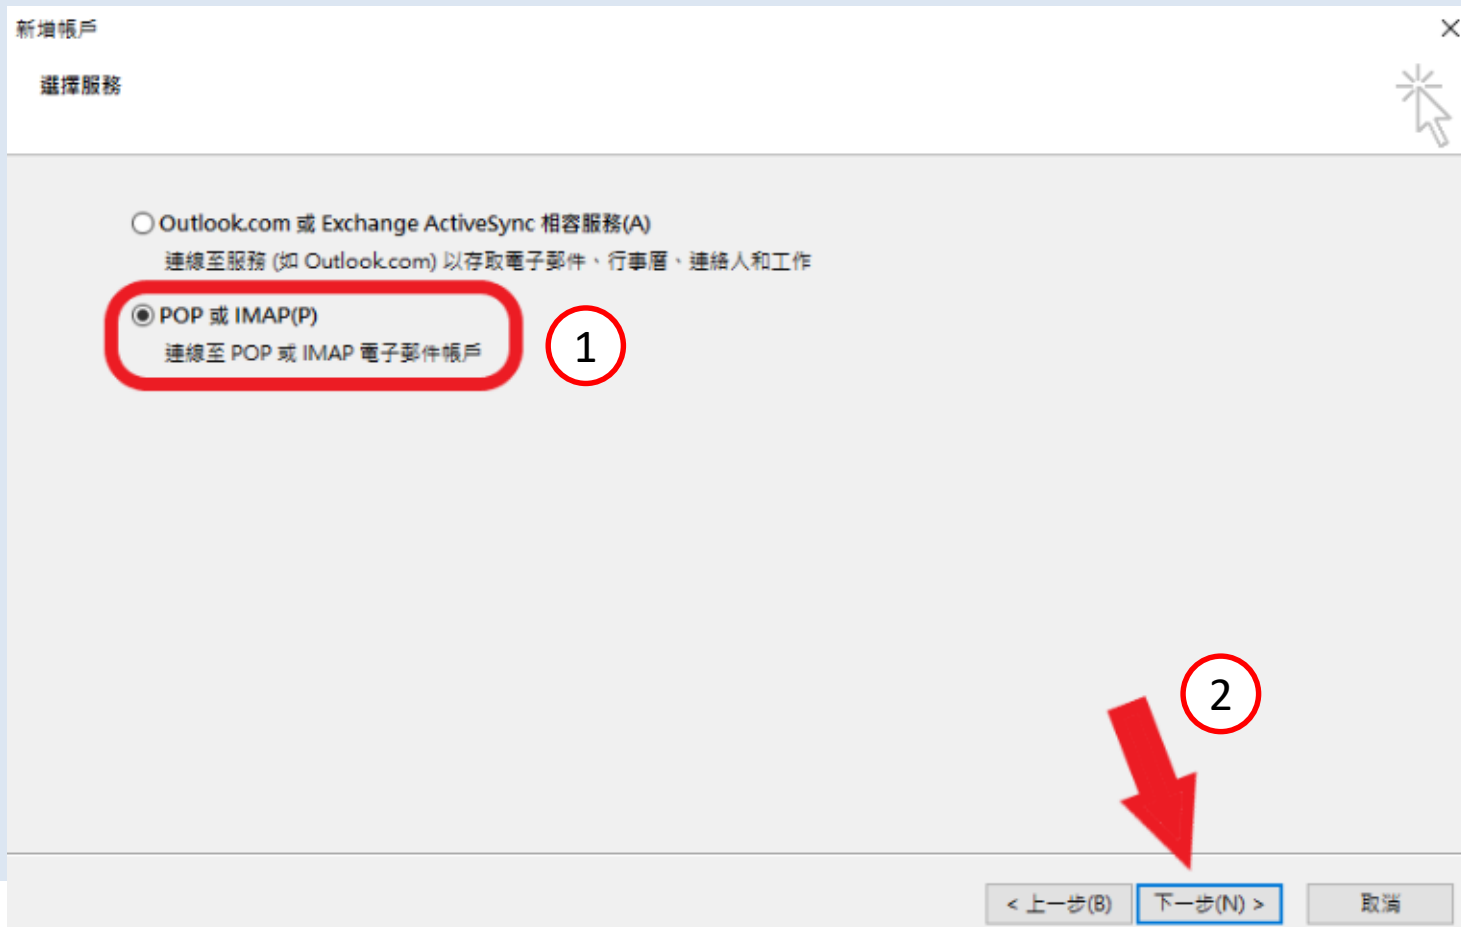 新增帳戶
選擇服務
Outlook.com 或 Exchange ActiveSync 相容服務(A)
連線至服務 (如 Outlook.com) 以存取電子郵件、行事曆、連絡人和工作
POP 或 IMAP(P)
連線至 POP 或 IMAP 電子郵件帳戶
1
2
< 上一步(B)
下一步(N) >
取消